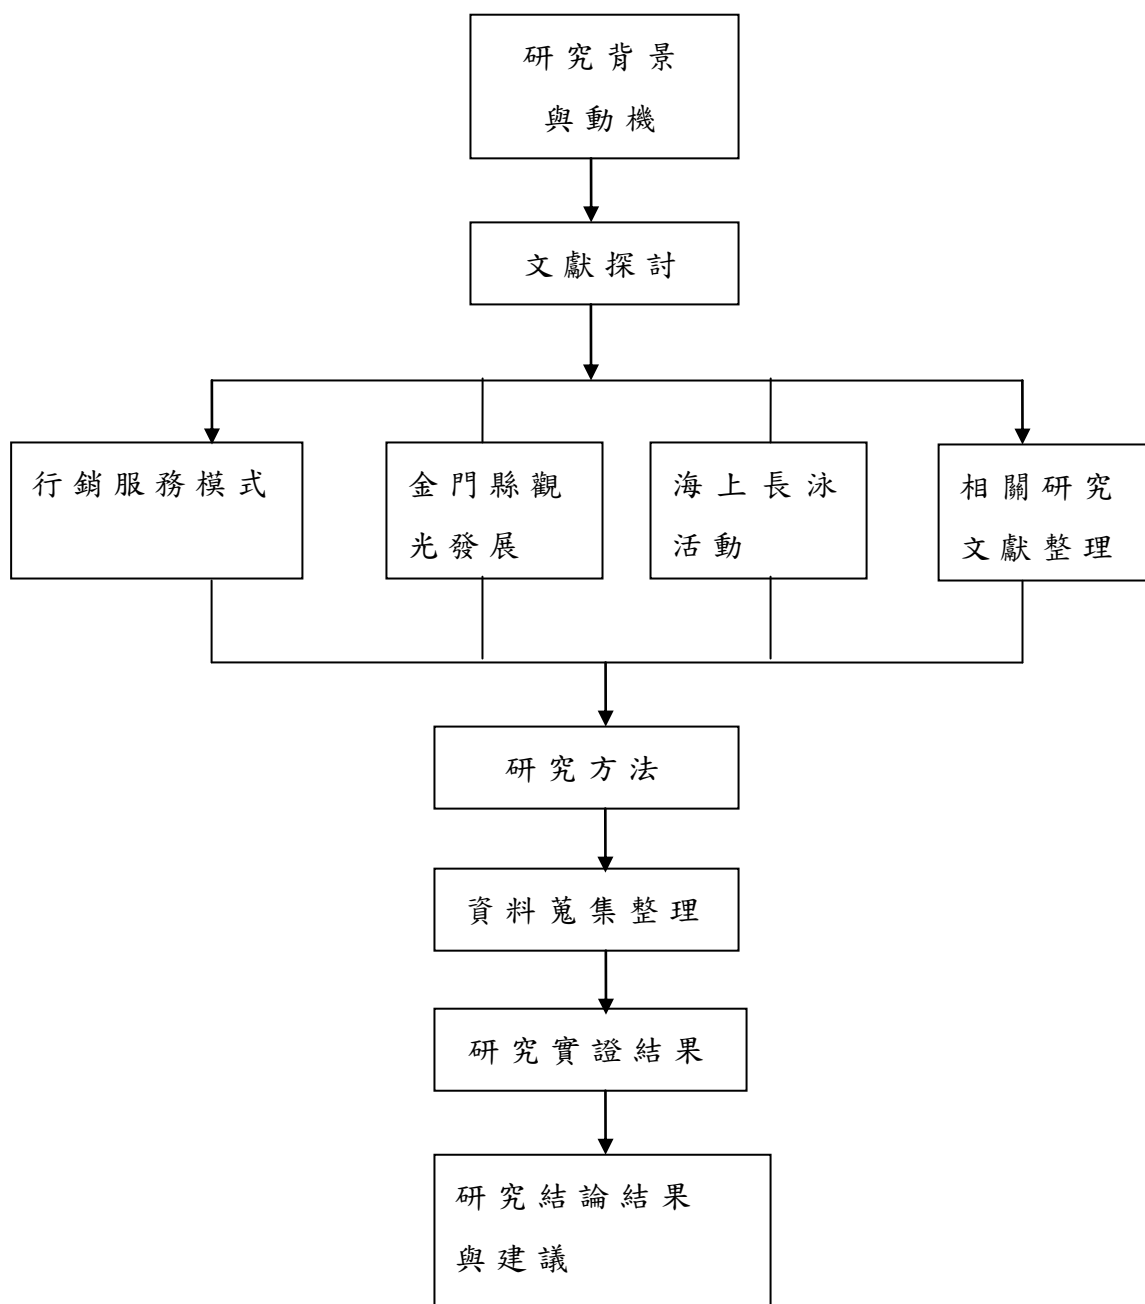 研究背景
與動機
文獻探討
行銷服務模式
金門縣觀
光發展
海上長泳
活動
相關研究
文獻整理
研究方法
資料蒐集整理
研究實證結果
研究結論結果
與建議